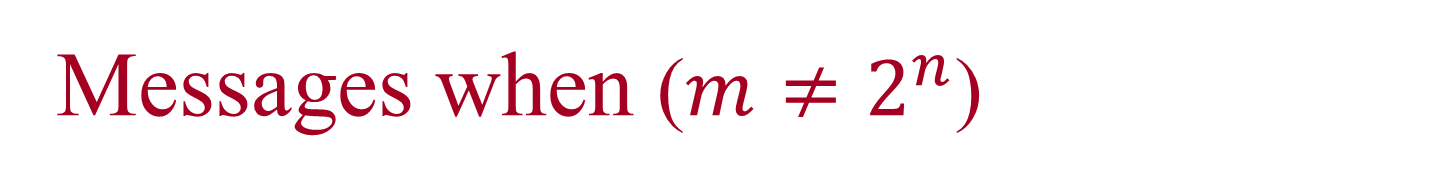 Messages when (𝑚 ≠ 2ⁿ)